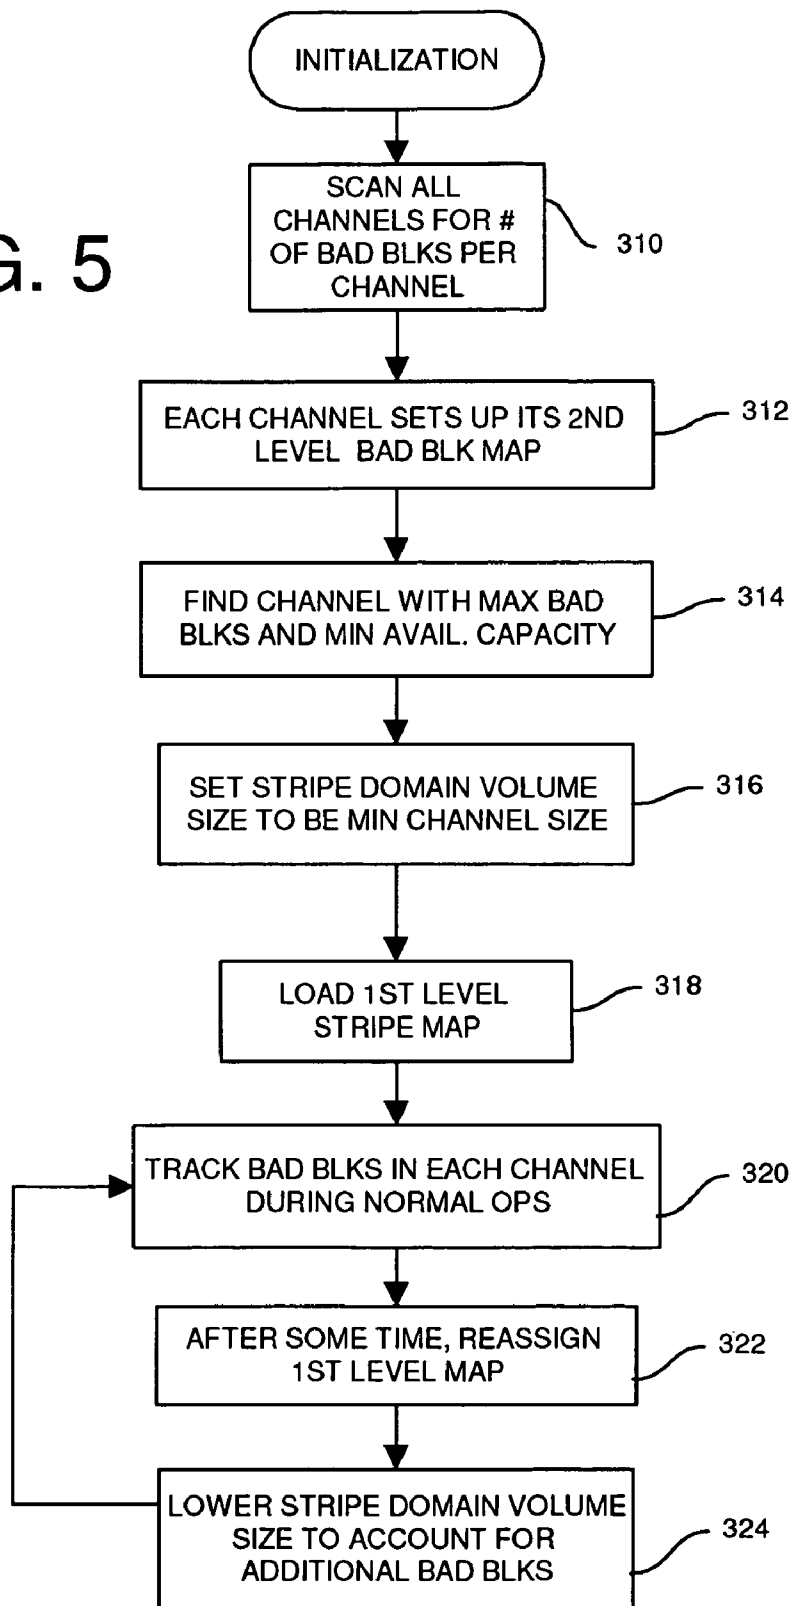 INITIALIZATION
SCAN ALL
CHANNELS FOR #
OF BAD BLKS PER
CHANNEL
310
G. 5
EACH CHANNEL SETS UP ITS 2ND
LEVEL BAD BLK MAP
312
FIND CHANNEL WITH MAX BAD
BLKS AND MIN AVAIL. CAPACITY
314
SET STRIPE DOMAIN VOLUME
SIZE TO BE MIN CHANNEL SIZE
316
LOAD 1ST LEVEL
STRIPE MAP
318
TRACK BAD BLKS IN EACH CHANNEL
DURING NORMAL OPS
320
AFTER SOME TIME, REASSIGN
1ST LEVEL MAP
322
LOWER STRIPE DOMAIN VOLUME
SIZE TO ACCOUNT FOR
ADDITIONAL BAD BLKS
324